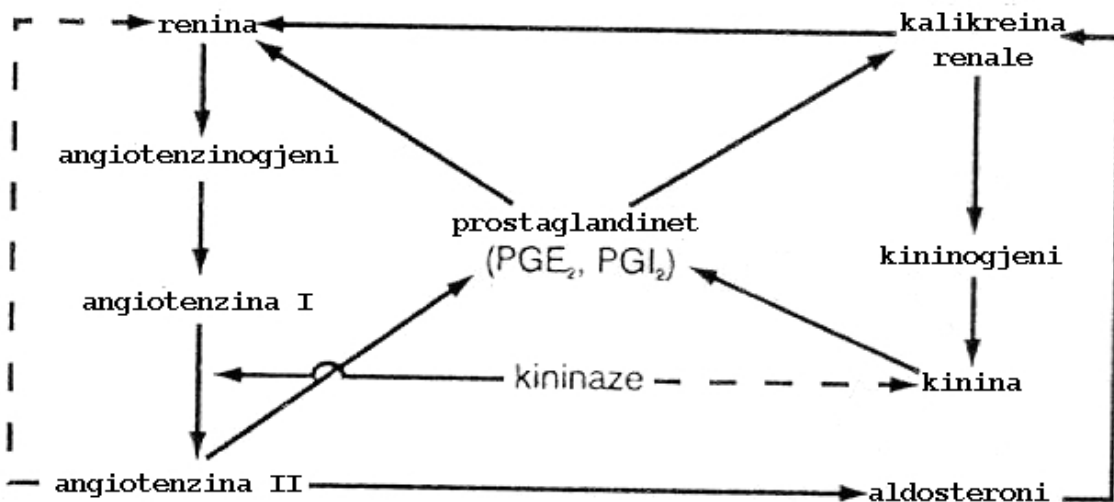 renina
kalikreina
renale
angiotenzinogjeni
prostaglandinet
(PGE₂, PGI₂)
kininogjeni
angiotenzina I
kininaze
kinina
angiotenzina II
aldosteroni